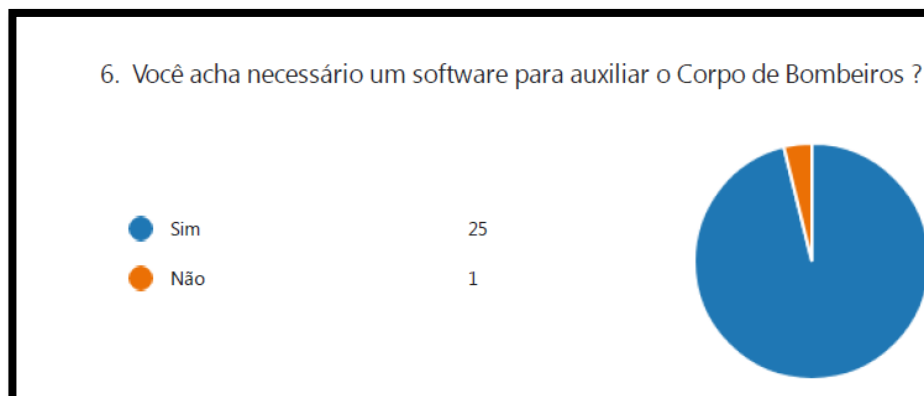 6. Você acha necessário um software para auxiliar o Corpo de Bombeiros ?
Sim 25
Não 1